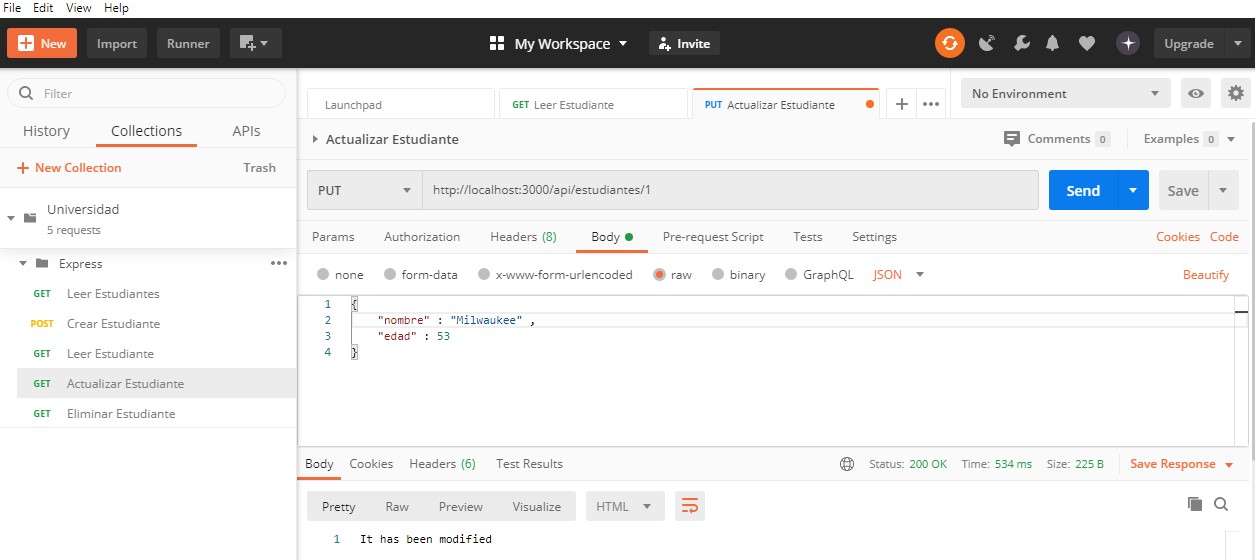 File Edit View Help
New Import Runner My Workspace Invite Upgrade
Filter
History Collections APIs
New Collection Trash
Universidad
5 requests
Express
GET Leer Estudiantes
POST Crear Estudiante
GET Leer Estudiante
GET Actualizar Estudiante
GET Eliminar Estudiante
Launchpad GET Leer Estudiante PUT Actualizar Estudiante No Environment
Actualizar Estudiante Comments 0 Examples 0
PUT http://localhost:3000/api/estudiantes/1 Send Save
Params Authorization Headers (8) Body Pre-request Script Tests Settings Cookies Code
none form-data x-www-form-urlencoded raw binary GraphQL JSON Beautify
1 {
2 "nombre" : "Milwaukee" ,
3 "edad" : 53
4 }
Body Cookies Headers (6) Test Results Status: 200 OK Time: 534 ms Size: 225 B Save Response
Pretty Raw Preview Visualize HTML
1 It has been modified